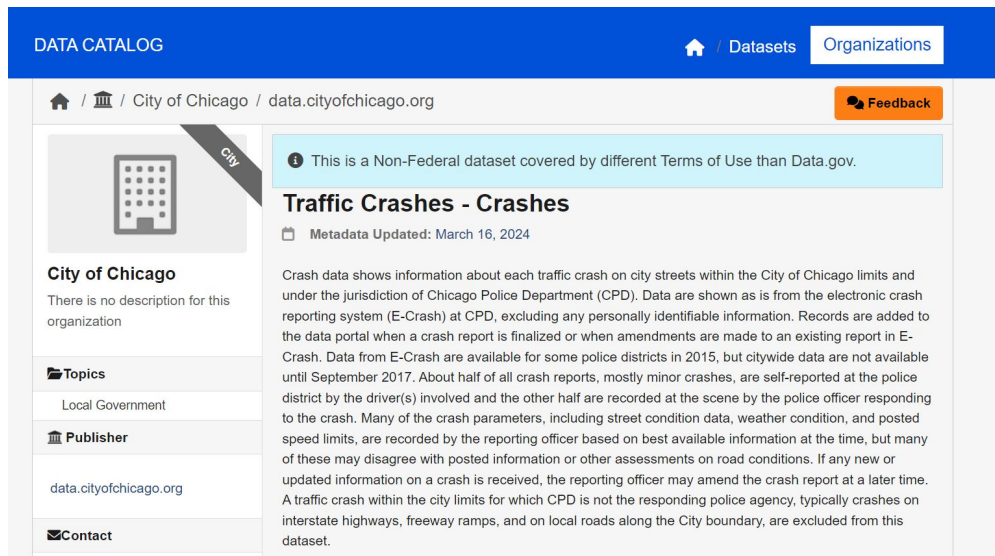 DATA CATALOG
/ Datasets Organizations
/ / City of Chicago / data.cityofchicago.org
Feedback
City
This is a Non-Federal dataset covered by different Terms of Use than Data.gov.
Traffic Crashes - Crashes
Metadata Updated: March 16, 2024
City of Chicago
There is no description for this
organization
Topics
Local Government
Publisher
data.cityofchicago.org
Contact
Crash data shows information about each traffic crash on city streets within the City of Chicago limits and
under the jurisdiction of Chicago Police Department (CPD). Data are shown as is from the electronic crash
reporting system (E-Crash) at CPD, excluding any personally identifiable information. Records are added to
the data portal when a crash report is finalized or when amendments are made to an existing report in E-
Crash. Data from E-Crash are available for some police districts in 2015, but citywide data are not available
until September 2017. About half of all crash reports, mostly minor crashes, are self-reported at the police
district by the driver(s) involved and the other half are recorded at the scene by the police officer responding
to the crash. Many of the crash parameters, including street condition data, weather condition, and posted
speed limits, are recorded by the reporting officer based on best available information at the time, but many
of these may disagree with posted information or other assessments on road conditions. If any new or
updated information on a crash is received, the reporting officer may amend the crash report at a later time.
A traffic crash within the city limits for which CPD is not the responding police agency, typically crashes on
interstate highways, freeway ramps, and on local roads along the City boundary, are excluded from this
dataset.